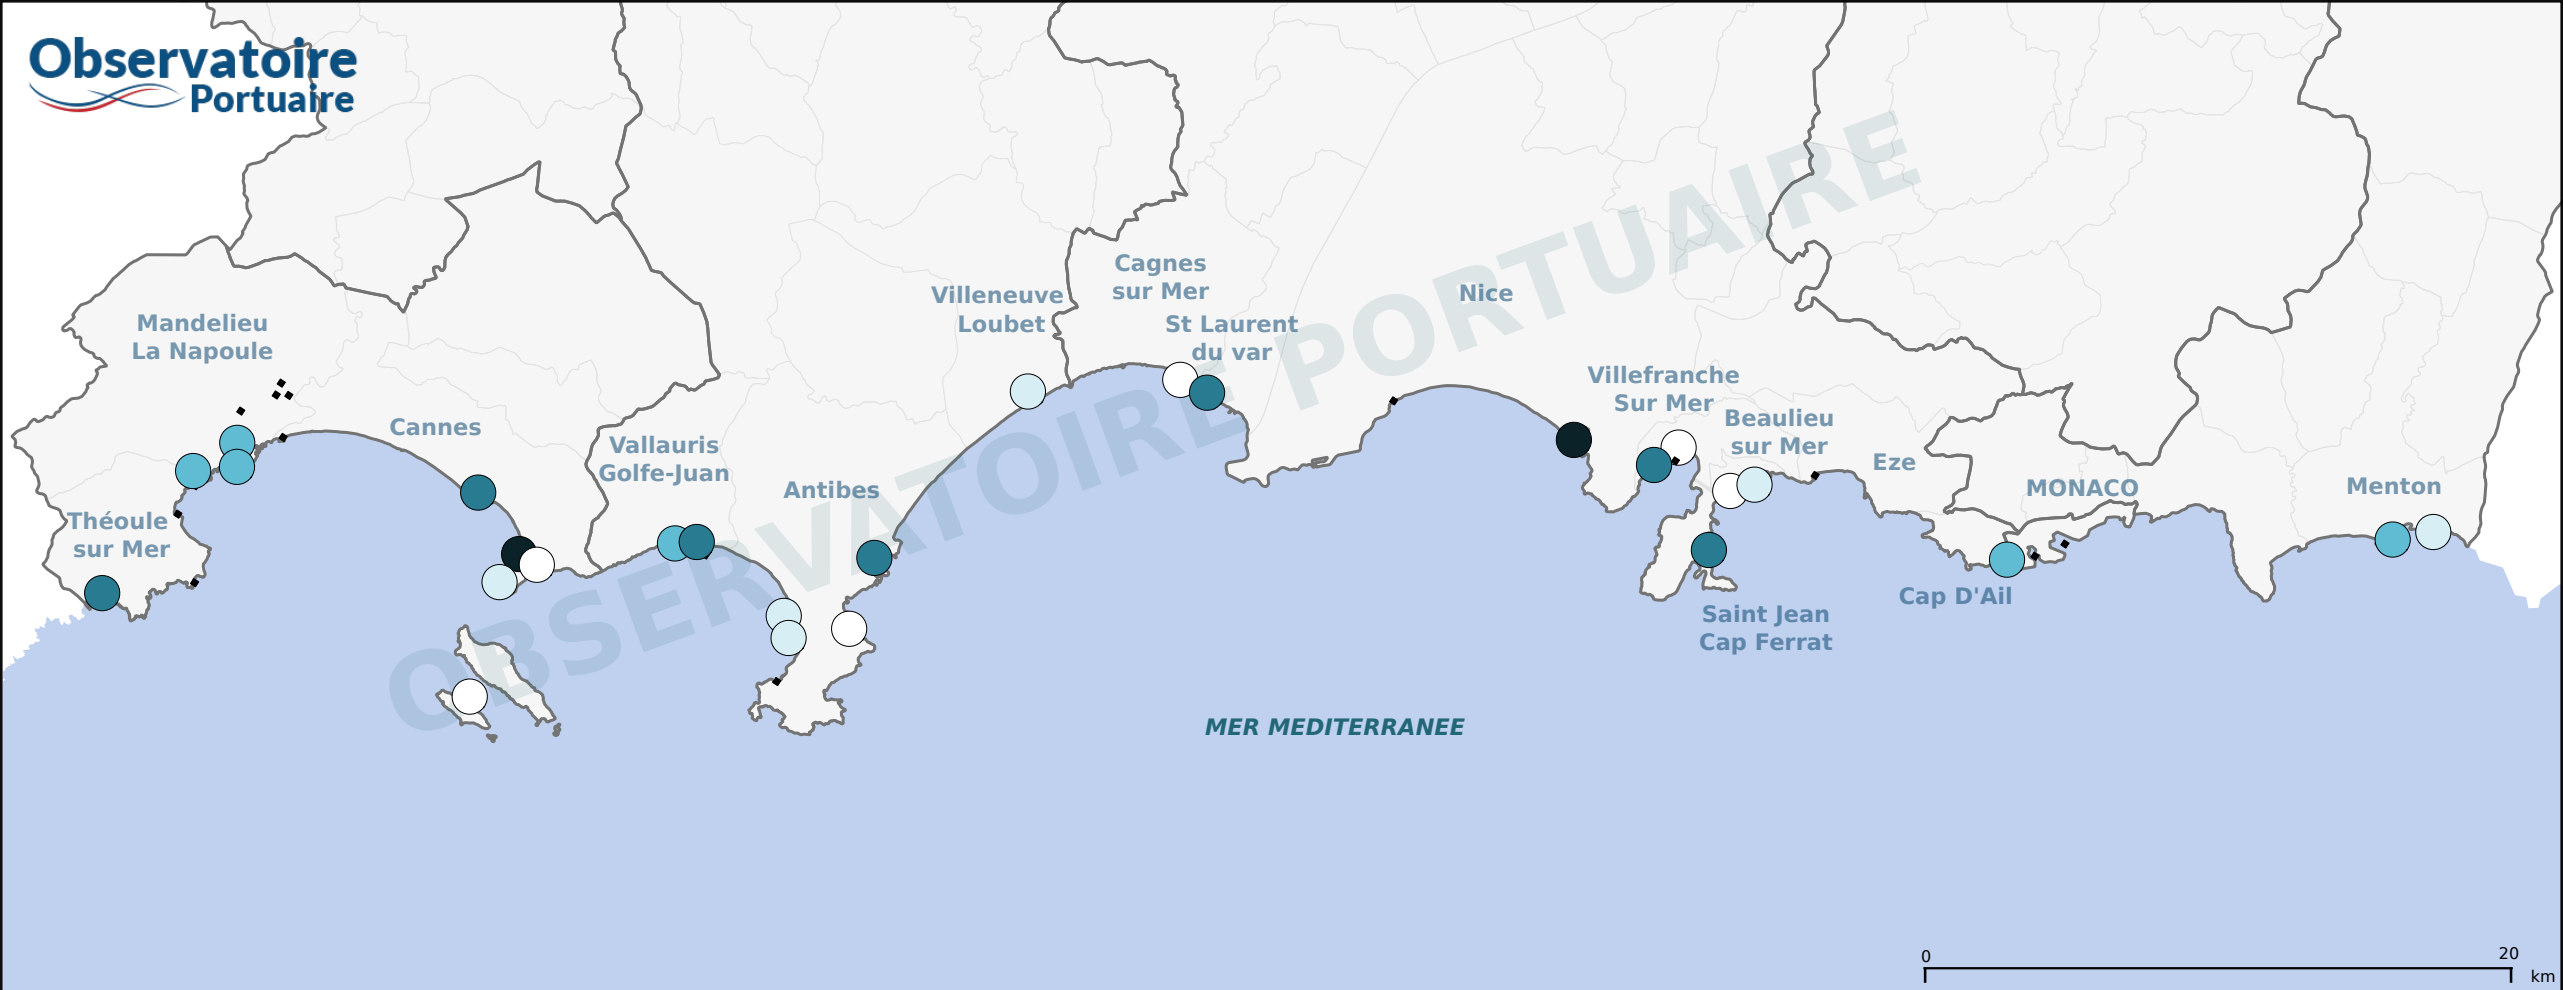 Observatoire
Portuaire
OBSERVATOIRE PORTUAIRE
Mandelieu
La Napoule
Théoule
sur Mer
Cannes
Vallauris
Golfe-Juan
Antibes
Villeneuve
Loubet
Cagnes
sur Mer
St Laurent
du var
Nice
Villefranche
Sur Mer
Beaulieu
sur Mer
Eze
MONACO
Menton
Cap D'Ail
Saint Jean
Cap Ferrat
MER MEDITERRANEE
0
20
km